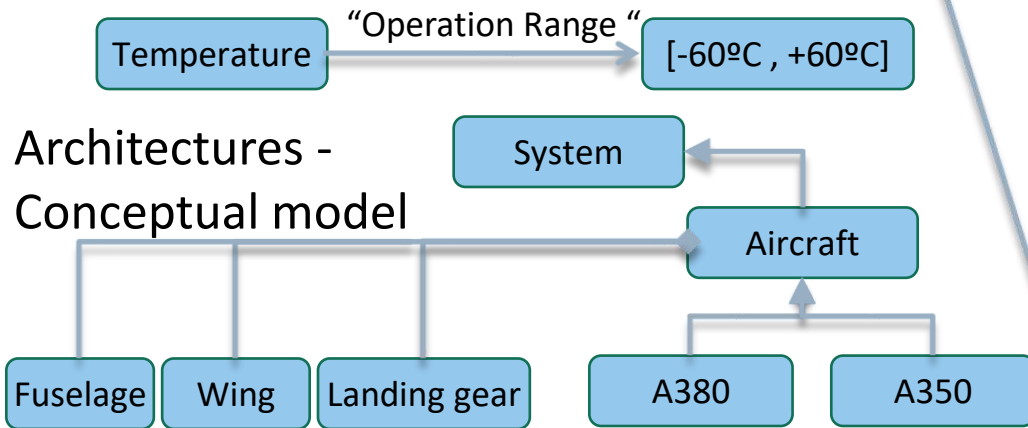 “Operation Range “
Temperature
[-60ºC , +60ºC]
Architectures -
Conceptual model
System
Aircraft
Fuselage
Wing
Landing gear
A380
A350